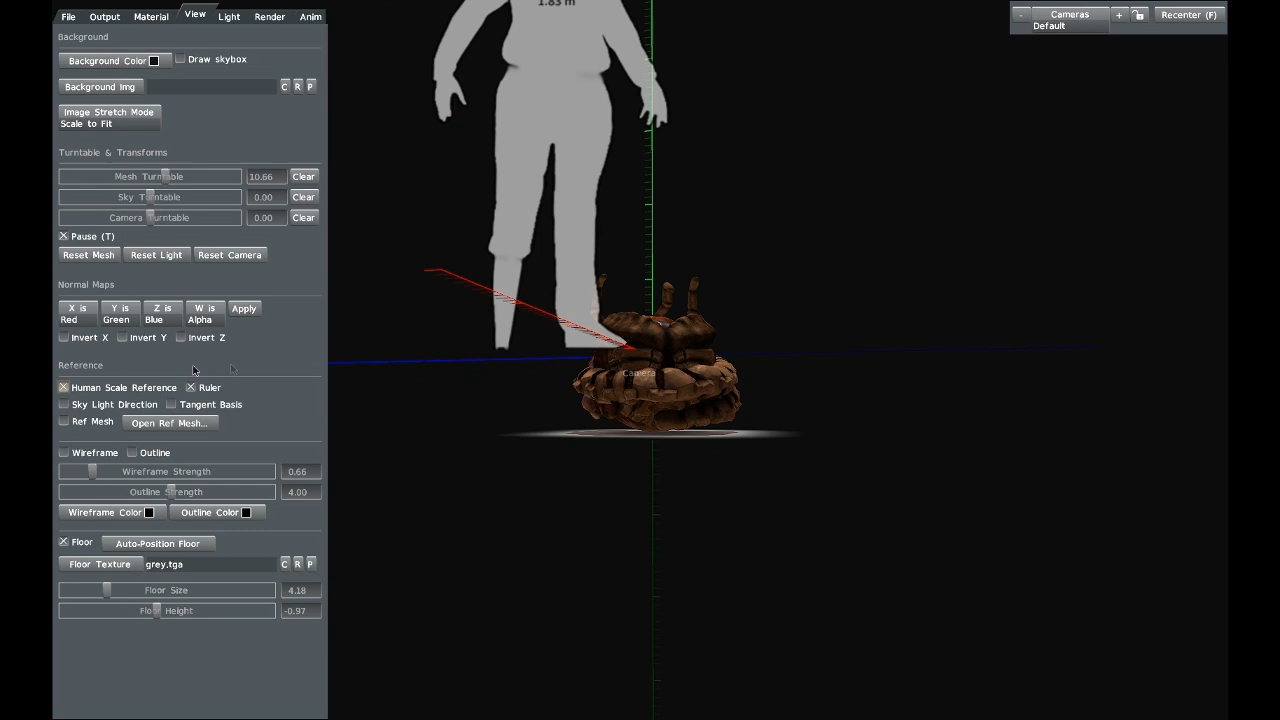 File Output Material View Light Render Anim
Background
Background Color Draw skybox
Background Img C R P
Image Stretch Mode
Scale to Fit
Turntable & Transforms
Mesh Turntable 10.66 Clear
Sky Turntable 0.00 Clear
Camera Turntable 0.00 Clear
Pause (T)
Reset Mesh Reset Light Reset Camera
Normal Maps
X is Y is Z is W is Apply
Red Green Blue Alpha
Invert X Invert Y Invert Z
Reference
Human Scale Reference Ruler
Sky Light Direction Tangent Basis
Ref Mesh Open Ref Mesh...
Wireframe Outline
Wireframe Strength 0.66
Outline Strength 4.00
Wireframe Color Outline Color
Floor Auto-Position Floor
Floor Texture grey.tga C R P
Floor Size 4.18
Floor Height -0.97
1.83 m
Camera
- Cameras + Recenter (F)
Default